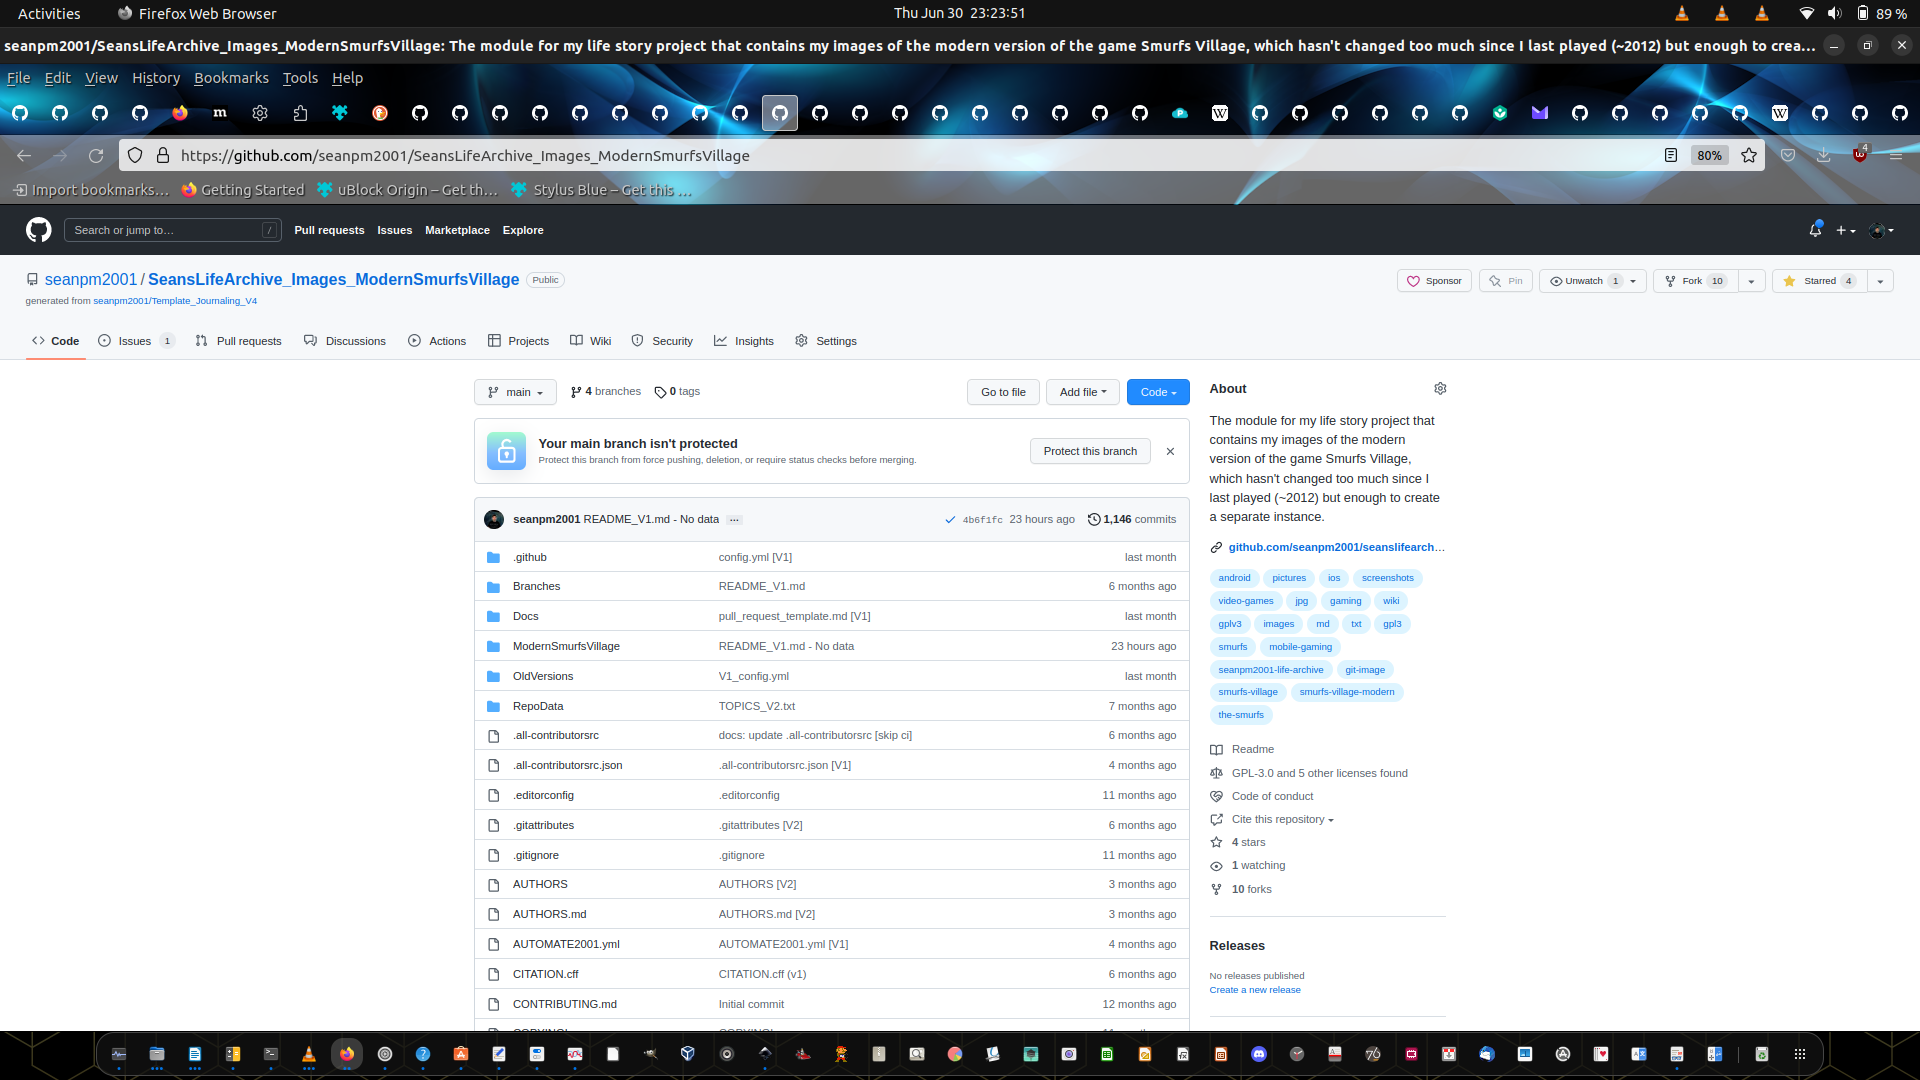 Activities
Firefox Web Browser
Thu Jun 30  23:23:51
89 %
seanpm2001/SeansLifeArchive_Images_ModernSmurfsVillage: The module for my life story project that contains my images of the modern version of the game Smurfs Village, which hasn't changed too much since I last played (~2012) but enough to crea…
File Edit View History Bookmarks Tools Help
https://github.com/seanpm2001/SeansLifeArchive_Images_ModernSmurfsVillage
80%
4
Import bookmarks…
Getting Started
uBlock Origin – Get th…
Stylus Blue – Get this …
Search or jump to…
/
Pull requests Issues Marketplace Explore
seanpm2001 / SeansLifeArchive_Images_ModernSmurfsVillage Public
generated from seanpm2001/Template_Journaling_V4
Sponsor
Pin
Unwatch 1
Fork 10
Starred 4
Code
Issues 1
Pull requests
Discussions
Actions
Projects
Wiki
Security
Insights
Settings
main
4 branches
0 tags
Go to file
Add file
Code
Your main branch isn't protected
Protect this branch from force pushing, deletion, or require status checks before merging.
Protect this branch
seanpm2001 README_V1.md - No data ... 4b6f1fc 23 hours ago 1,146 commits
.github config.yml [V1] last month
Branches README_V1.md 6 months ago
Docs pull_request_template.md [V1] last month
ModernSmurfsVillage README_V1.md - No data 23 hours ago
OldVersions V1_config.yml last month
RepoData TOPICS_V2.txt 7 months ago
.all-contributorsrc docs: update .all-contributorsrc [skip ci] 6 months ago
.all-contributorsrc.json .all-contributorsrc.json [V1] 4 months ago
.editorconfig .editorconfig 11 months ago
.gitattributes .gitattributes [V2] 6 months ago
.gitignore .gitignore 11 months ago
AUTHORS AUTHORS [V2] 3 months ago
AUTHORS.md AUTHORS.md [V2] 3 months ago
AUTOMATE2001.yml AUTOMATE2001.yml [V1] 4 months ago
CITATION.cff CITATION.cff (v1) 6 months ago
CONTRIBUTING.md Initial commit 12 months ago
About
The module for my life story project that
contains my images of the modern
version of the game Smurfs Village,
which hasn't changed too much since I
last played (~2012) but enough to create
a separate instance.
github.com/seanpm2001/seanslifearch…
android pictures ios screenshots
video-games jpg gaming wiki
gplv3 images md txt gpl3
smurfs mobile-gaming
seanpm2001-life-archive git-image
smurfs-village smurfs-village-modern
the-smurfs
Readme
GPL-3.0 and 5 other licenses found
Code of conduct
Cite this repository
4 stars
1 watching
10 forks
Releases
No releases published
Create a new release